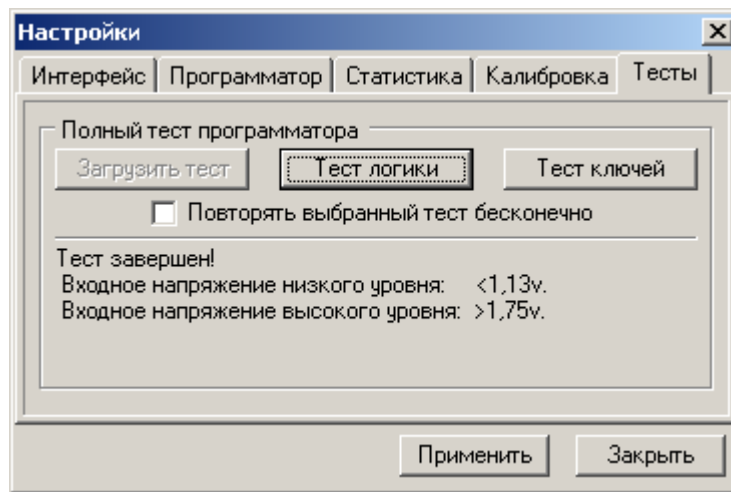 Настройки
Интерфейс Программатор Статистика Калибровка Тесты
Полный тест программатора
Загрузить тест Тест логики Тест ключей
Повторять выбранный тест бесконечно
Тест завершен!
Входное напряжение низкого уровня: <1,13v.
Входное напряжение высокого уровня: >1,75v.
Применить Закрыть